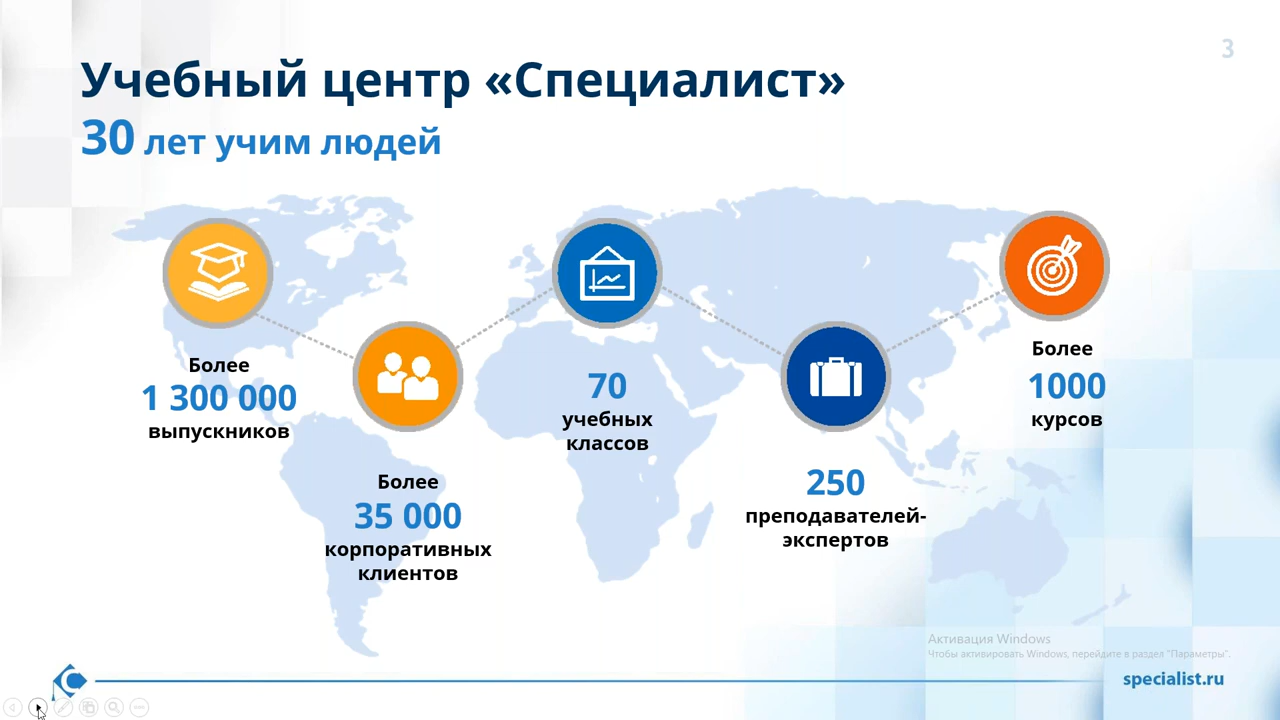 3
Учебный центр «Специалист»
30 лет учим людей
Более
1 300 000
выпускников
Более
35 000
корпоративных
клиентов
70
учебных
классов
250
преподавателей-
экспертов
Более
1000
курсов
Активация Windows
Чтобы активировать Windows, перейдите в раздел "Параметры".
specialist.ru